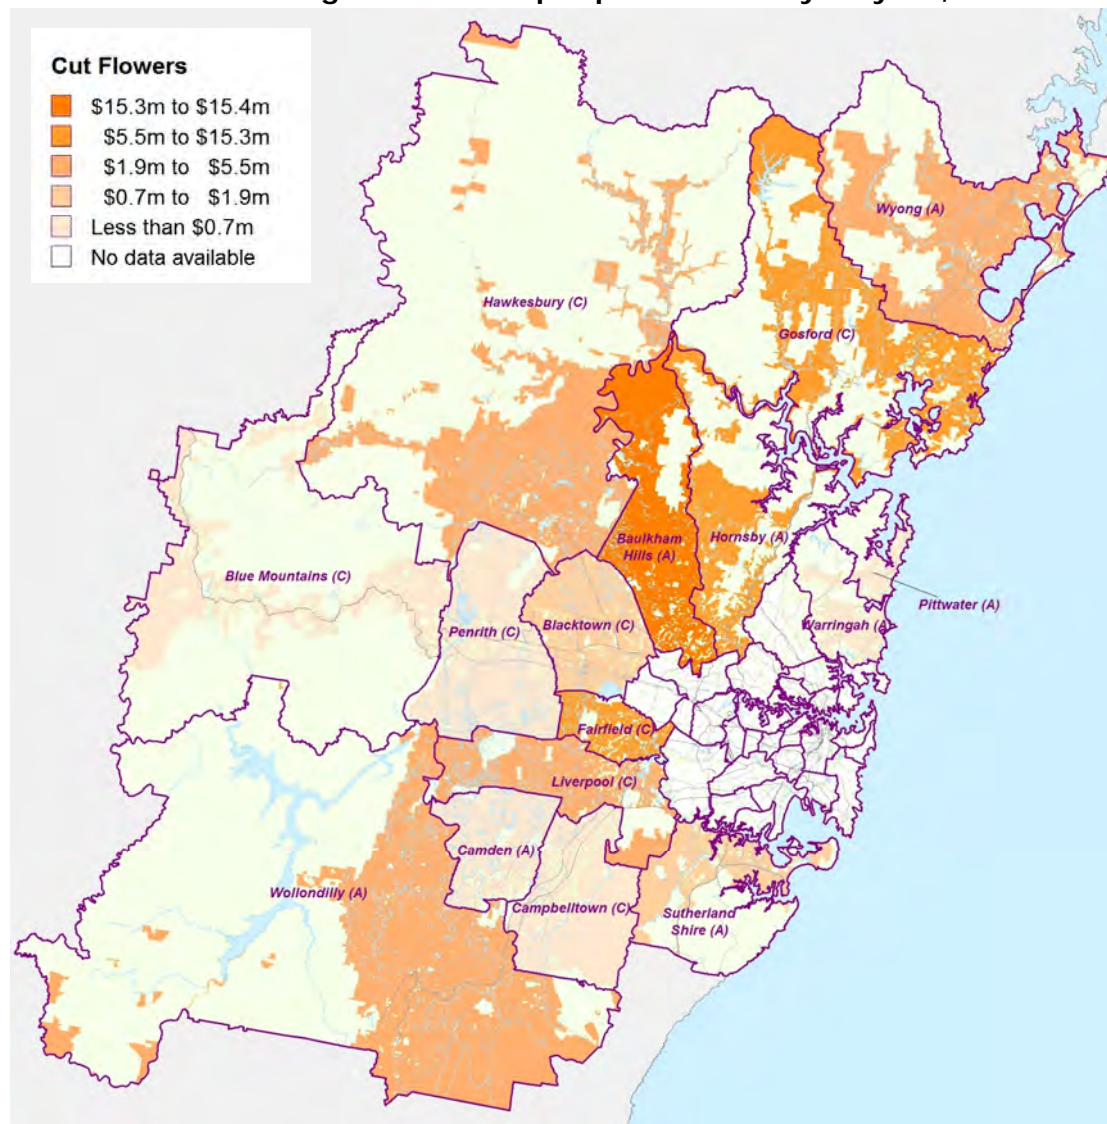 Cut Flowers
$15.3m to $15.4m
$5.5m to $15.3m
$1.9m to $5.5m
$0.7m to $1.9m
Less than $0.7m
No data available
Wyong (A)
Hawkesbury (C)
Gosford (C)
Baulkham
Hills (A)
Hornsby (A)
Blue Mountains (C)
Pittwater (A)
Penrith (C)
Blacktown (C)
Warringah (A)
Fairfield (C)
Liverpool (C)
Camden (A)
Wollondilly (A)
Campbelltown (C)
Sutherland
Shire (A)